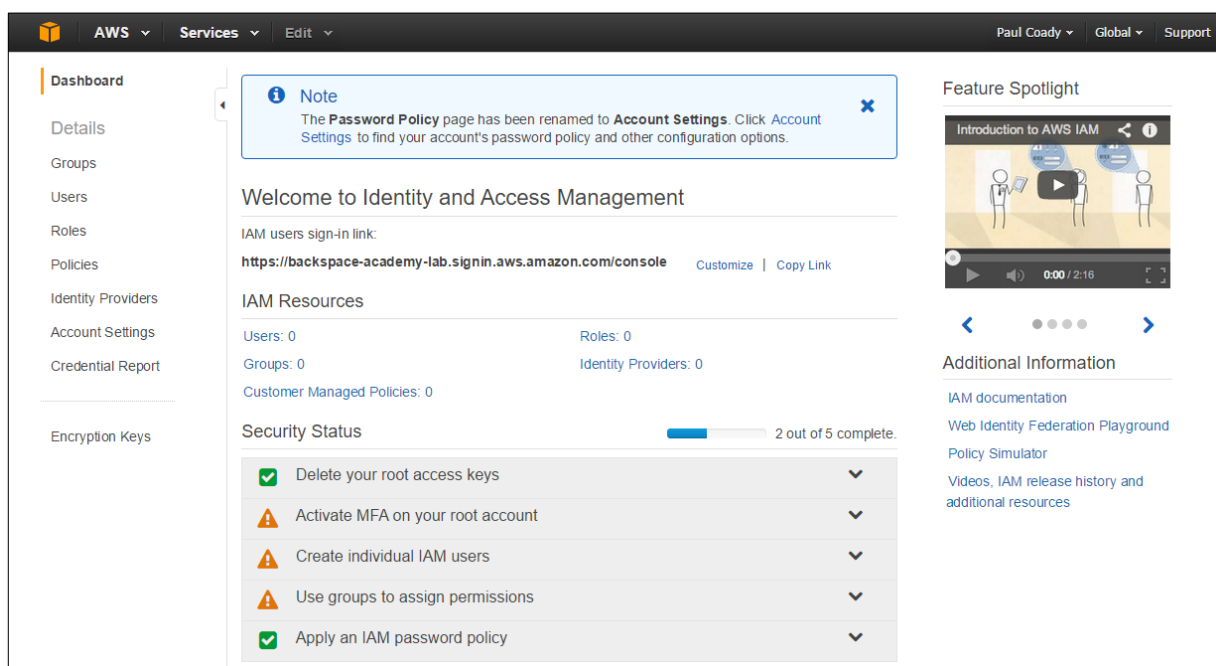 AWS Services Edit Paul Coady Global Support
Dashboard
Details
Groups
Users
Roles
Policies
Identity Providers
Account Settings
Credential Report
Encryption Keys
Note
The Password Policy page has been renamed to Account Settings. Click Account
Settings to find your account's password policy and other configuration options.
Welcome to Identity and Access Management
IAM users sign-in link:
https://backspace-academy-lab.signin.aws.amazon.com/console Customize | Copy Link
IAM Resources
Users: 0 Roles: 0
Groups: 0 Identity Providers: 0
Customer Managed Policies: 0
Security Status 2 out of 5 complete.
Delete your root access keys
Activate MFA on your root account
Create individual IAM users
Use groups to assign permissions
Apply an IAM password policy
Feature Spotlight
Introduction to AWS IAM
0:00 / 2:16
Additional Information
IAM documentation
Web Identity Federation Playground
Policy Simulator
Videos, IAM release history and
additional resources